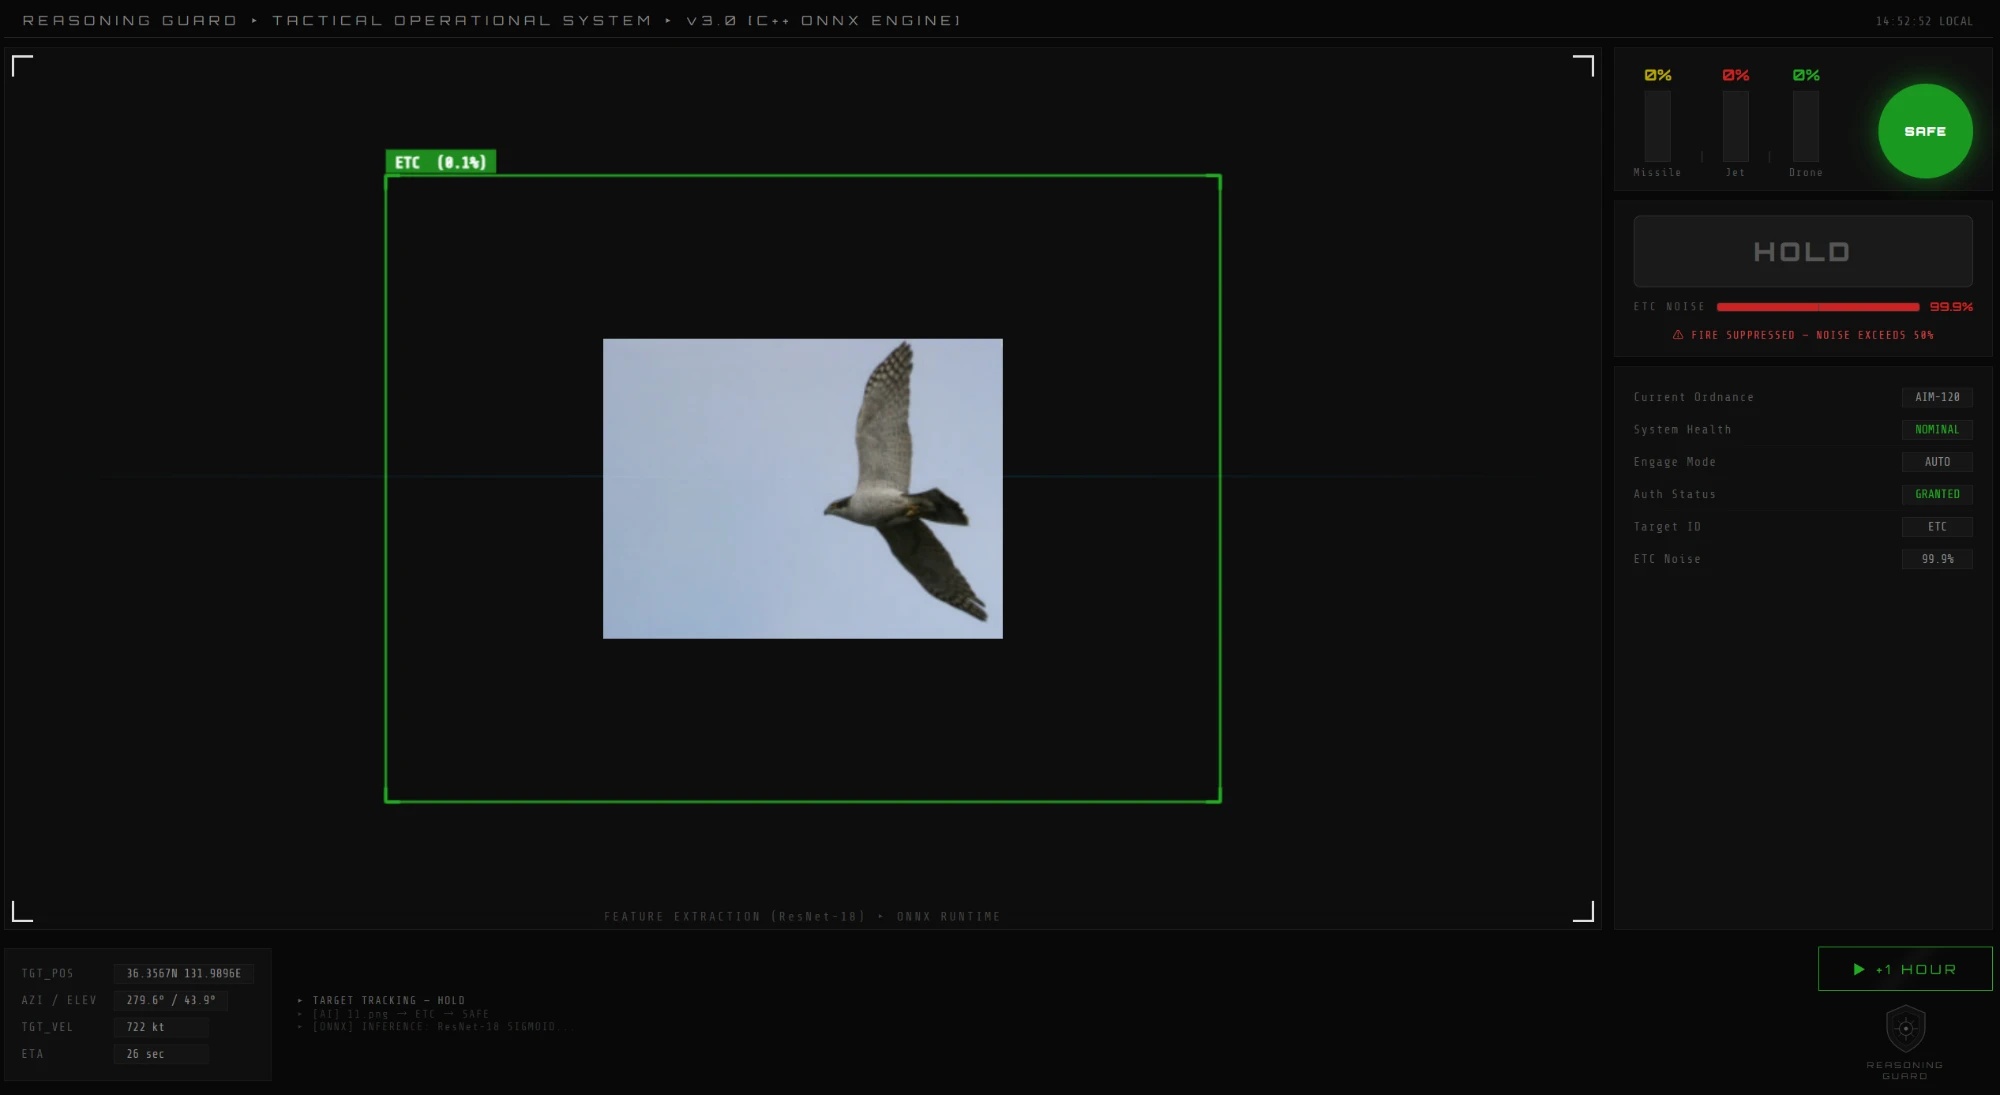 REASONING GUARD ▸ TACTICAL OPERATIONAL SYSTEM ▸ v3.0 [C++ ONNX ENGINE]
14:52:52 LOCAL
ETC (0.1%)
FEATURE EXTRACTION (ResNet-18) ▸ ONNX RUNTIME
0% 0% 0%
Missile | Jet | Drone
SAFE
HOLD
ETC NOISE 99.9%
⚠ FIRE SUPPRESSED — NOISE EXCEEDS 50%
Current Ordnance AIM-120
System Health NOMINAL
Engage Mode AUTO
Auth Status GRANTED
Target ID ETC
ETC Noise 99.9%
TGT_POS 36.3567N 131.9896E
AZI / ELEV 279.6° / 43.9°
TGT_VEL 722 kt
ETA 26 sec
▸ TARGET TRACKING — HOLD
▸ [AI] 11.png → ETC → SAFE
▸ [ONNX] INFERENCE: ResNet-18 SIGMOID...
▶ +1 HOUR
REASONING
GUARD